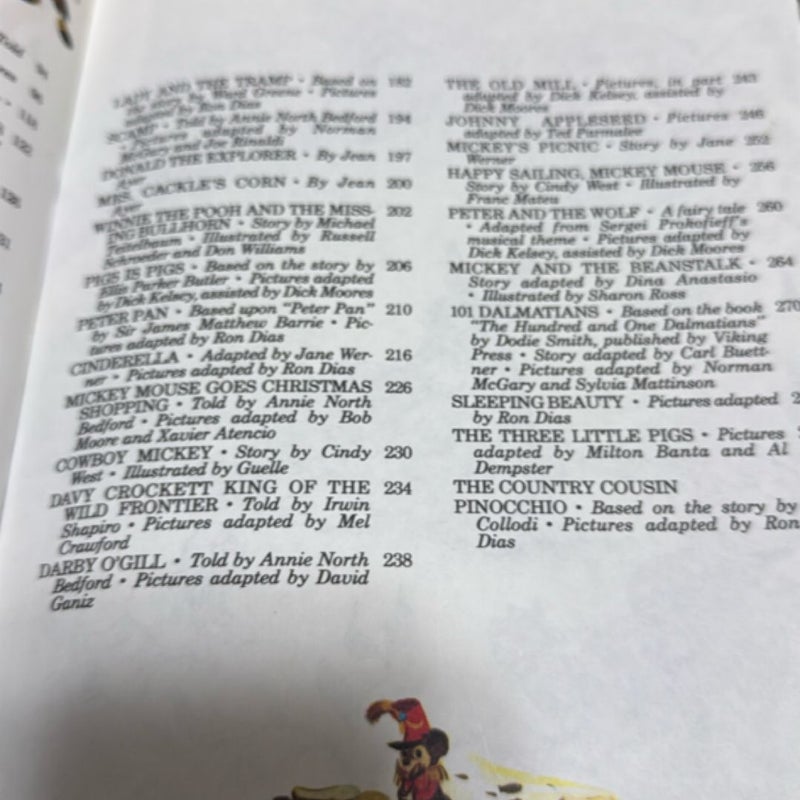 Told 94
96
118
122
126
LADY AND THE TRAMP • Based on 182
the story by Ward Greene • Pictures
adapted by Ron Dias
SCAMP • Told by Annie North Bedford 194
• Pictures adapted by Norman
McGary and Joe Rinaldi
DONALD THE EXPLORER • By Jean 197
Ayer
MRS. CACKLE'S CORN • By Jean 200
Ayer
WINNIE THE POOH AND THE MISS- 202
ING BULLHORN • Story by Michael
Teitelbaum • Illustrated by Russell
Schroeder and Don Williams
PIGS IS PIGS • Based on the story by 206
Ellis Parker Butler • Pictures adapted
by Dick Kelsey, assisted by Dick Moores
PETER PAN • Based upon "Peter Pan" 210
by Sir James Matthew Barrie • Pic-
tures adapted by Ron Dias
CINDERELLA • Adapted by Jane Wer- 216
ner • Pictures adapted by Ron Dias
MICKEY MOUSE GOES CHRISTMAS 226
SHOPPING • Told by Annie North
Bedford • Pictures adapted by Bob
Moore and Xavier Atencio
COWBOY MICKEY • Story by Cindy 230
West • Illustrated by Guelle
DAVY CROCKETT KING OF THE 234
WILD FRONTIER • Told by Irwin
Shapiro • Pictures adapted by Mel
Crawford
DARBY O'GILL • Told by Annie North 238
Bedford • Pictures adapted by David
Ganiz
THE OLD MILL • Pictures, in part 243
adapted by Dick Kelsey, assisted by
Dick Moores
JOHNNY APPLESEED • Pictures 246
adapted by Ted Parmalee
MICKEY'S PICNIC • Story by Jane 252
Werner
HAPPY SAILING, MICKEY MOUSE • 256
Story by Cindy West • Illustrated by
Franc Mateu
PETER AND THE WOLF • A fairy tale 260
• Adapted from Sergei Prokofieff's
musical theme • Pictures adapted by
Dick Kelsey, assisted by Dick Moores
MICKEY AND THE BEANSTALK • 264
Story adapted by Dina Anastasio
• Illustrated by Sharon Ross
101 DALMATIANS • Based on the book 270
"The Hundred and One Dalmatians"
by Dodie Smith, published by Viking
Press • Story adapted by Carl Buett-
ner • Pictures adapted by Norman
McGary and Sylvia Mattinson
SLEEPING BEAUTY • Pictures adapted
by Ron Dias
THE THREE LITTLE PIGS • Pictures
adapted by Milton Banta and Al
Dempster
THE COUNTRY COUSIN
PINOCCHIO • Based on the story by
Collodi • Pictures adapted by Ron
Dias